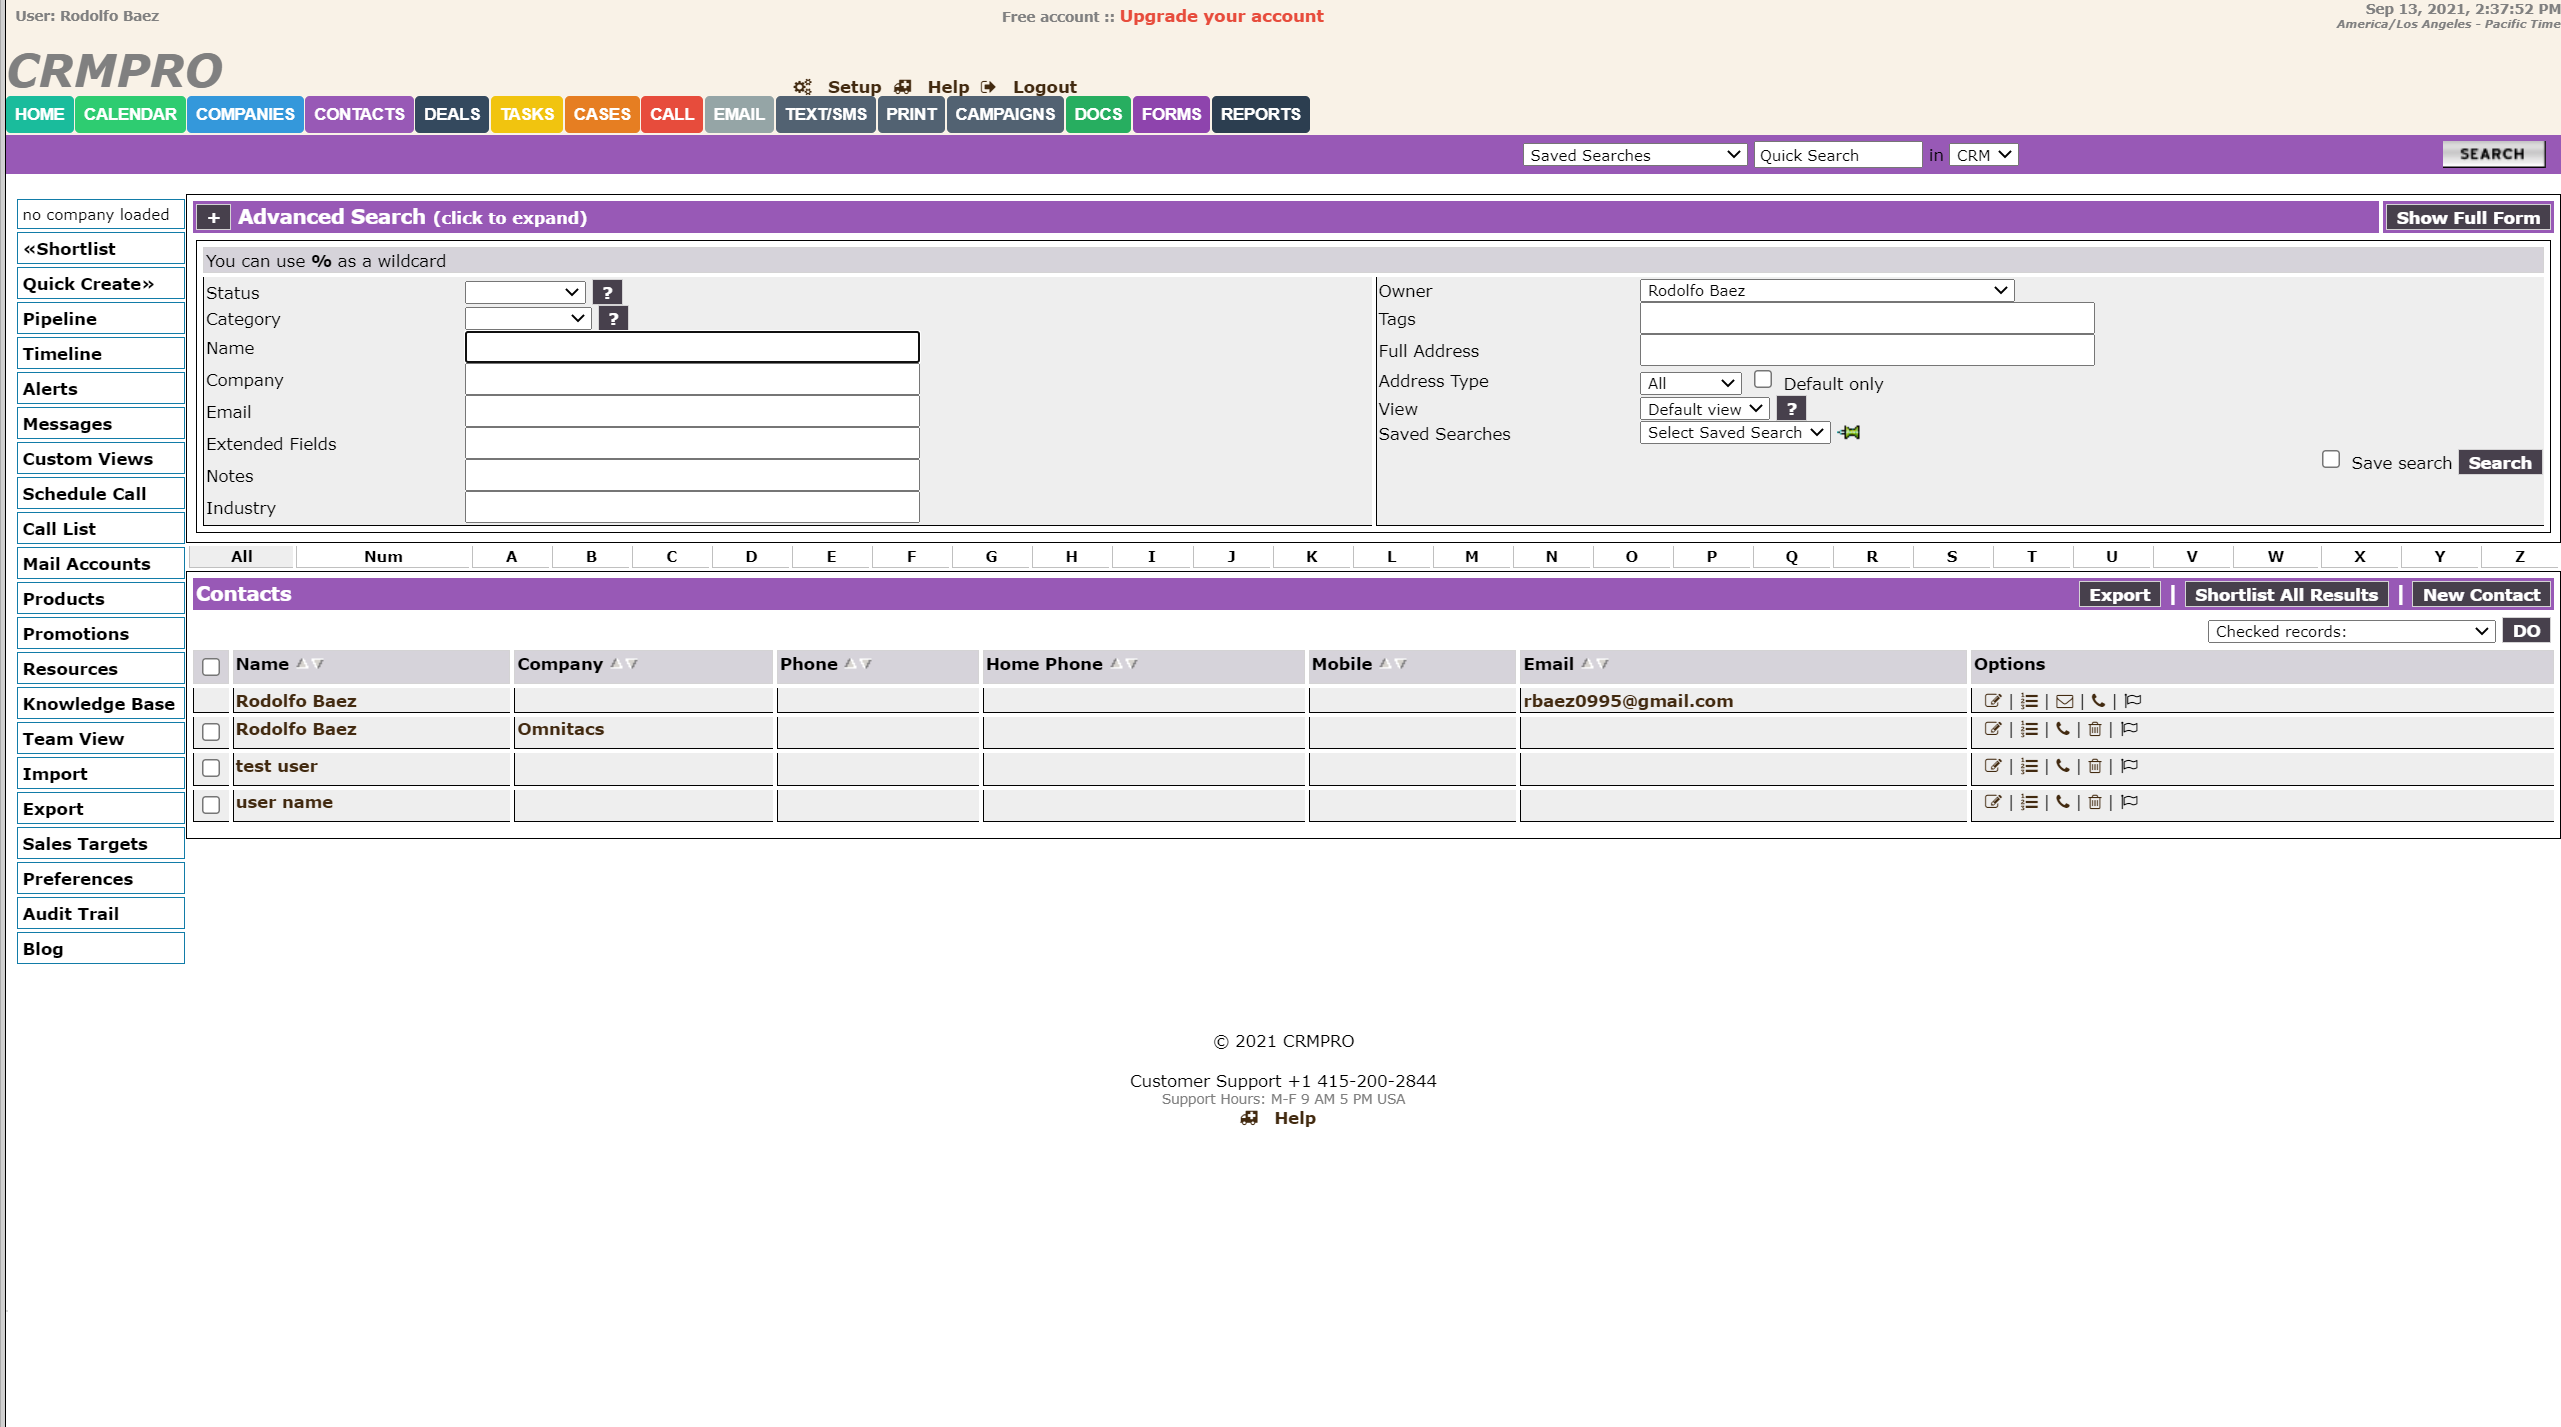 User: Rodolfo Baez
Free account :: Upgrade your account
Sep 13, 2021, 2:37:52 PM
America/Los Angeles - Pacific Time
CRMPRO
Setup Help Logout
HOME CALENDAR COMPANIES CONTACTS DEALS TASKS CASES CALL EMAIL TEXT/SMS PRINT CAMPAIGNS DOCS FORMS REPORTS
Saved Searches Quick Search in CRM SEARCH
no company loaded
«Shortlist
Quick Create»
Pipeline
Timeline
Alerts
Messages
Custom Views
Schedule Call
Call List
Mail Accounts
Products
Promotions
Resources
Knowledge Base
Team View
Import
Export
Sales Targets
Preferences
Audit Trail
Blog
+ Advanced Search (click to expand) Show Full Form
You can use % as a wildcard
Status ?
Category ?
Name
Company
Email
Extended Fields
Notes
Industry
Owner Rodolfo Baez
Tags
Full Address
Address Type All Default only
View Default view ?
Saved Searches Select Saved Search
Save search Search
All Num A B C D E F G H I J K L M N O P Q R S T U V W X Y Z
Contacts Export | Shortlist All Results | New Contact
Checked records: DO
Name Company Phone Home Phone Mobile Email Options
Rodolfo Baez rbaez0995@gmail.com | | | |
Rodolfo Baez Omnitacs | | | |
test user | | | |
user name | | | |
© 2021 CRMPRO
Customer Support +1 415-200-2844
Support Hours: M-F 9 AM 5 PM USA
Help